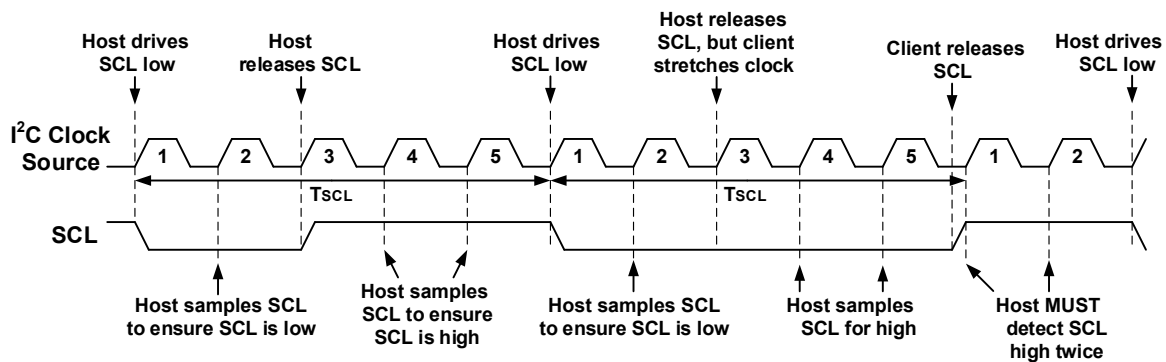 Host drives
SCL low
Host
releases SCL
Host drives
SCL low
Host releases
SCL, but client
stretches clock
Client releases
SCL
Host drives
SCL low
I²C Clock
Source
1 2 3 4 5 1 2 3 4 5 1 2
TSCL TSCL
SCL
Host samples SCL
to ensure SCL is low
Host samples
SCL to ensure
SCL is high
Host samples SCL
to ensure SCL is low
Host samples
SCL for high
Host MUST
detect SCL
high twice